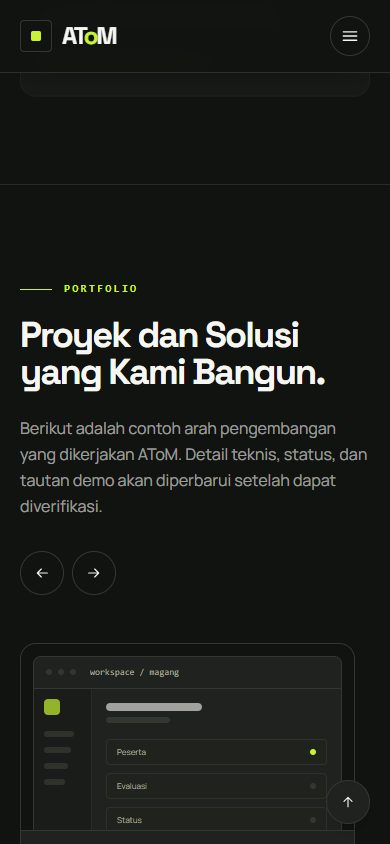 AToM
PORTFOLIO
Proyek dan Solusi
yang Kami Bangun.
Berikut adalah contoh arah pengembangan
yang dikerjakan AToM. Detail teknis, status, dan
tautan demo akan diperbarui setelah dapat
diverifikasi.
workspace / magang
Peserta
Evaluasi
Status